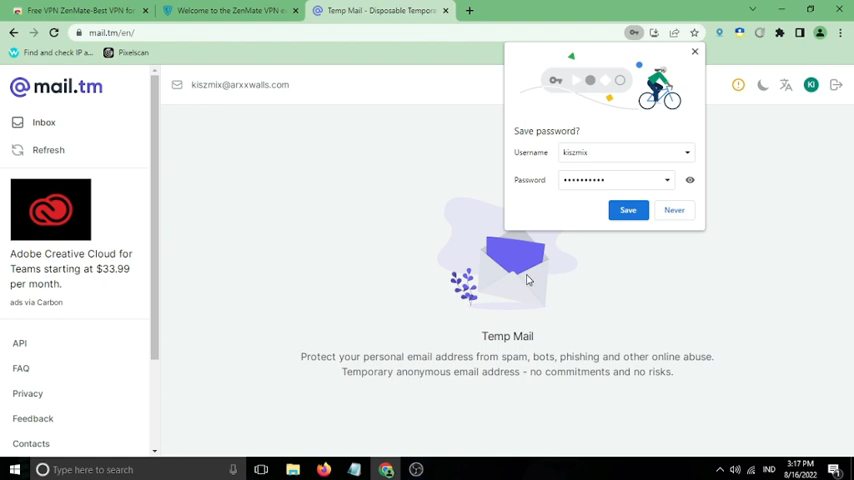 Free VPN ZenMate-Best VPN for
Welcome to the ZenMate VPN e
Temp Mail - Disposable Tempora
mail.tm/en/
Find and check IP a...
Pixelscan
mail.tm
kiszmix@arxxwalls.com
KI
Inbox
Refresh
Save password?
Username
kiszmix
Password
••••••••••
Save
Never
Adobe Creative Cloud for
Teams starting at $33.99
per month.
ads via Carbon
Temp Mail
Protect your personal email address from spam, bots, phishing and other online abuse.
Temporary anonymous email address - no commitments and no risks.
API
FAQ
Privacy
Feedback
Contacts
Type here to search
IND
3:17 PM
8/16/2022